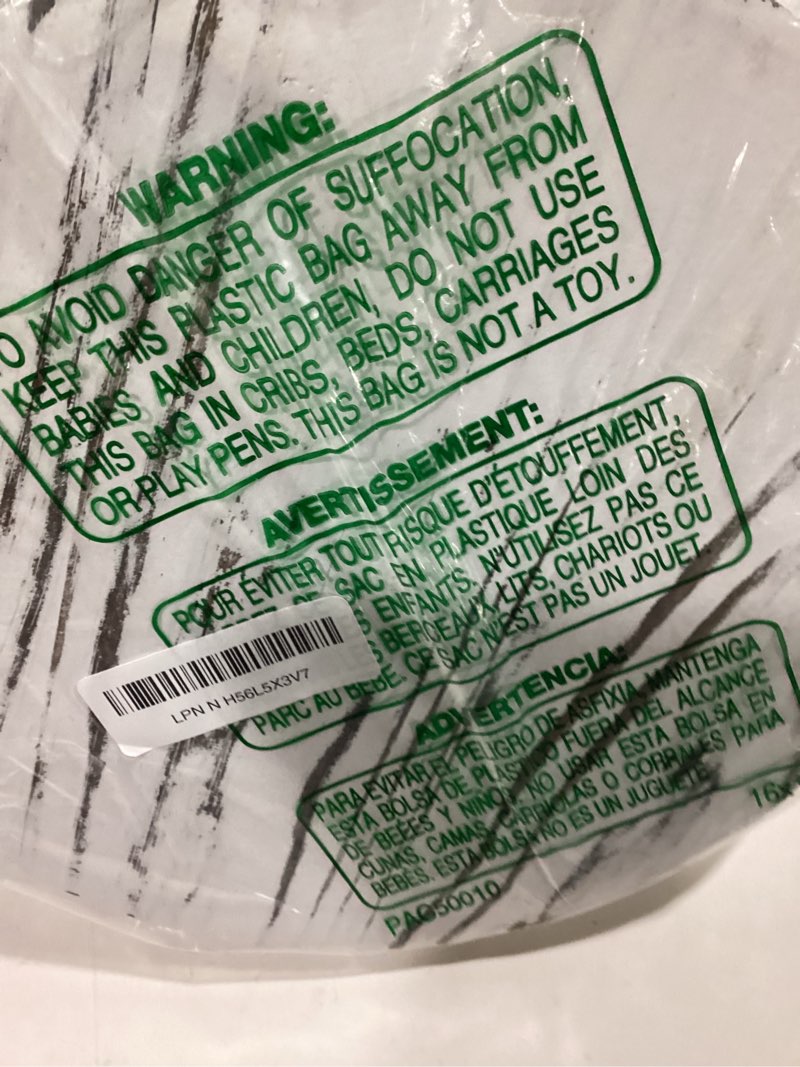 WARNING:
TO AVOID DANGER OF SUFFOCATION,
KEEP THIS PLASTIC BAG AWAY FROM
BABIES AND CHILDREN, DO NOT USE
THIS BAG IN CRIBS, BEDS, CARRIAGES
OR PLAY PENS. THIS BAG IS NOT A TOY.
AVERTISSEMENT:
POUR ÉVITER TOUT RISQUE D'ÉTOUFFEMENT,
SAC EN PLASTIQUE LOIN DES
ENFANTS, N'UTILISEZ PAS CE
BERCEAUX, LITS, CHARIOTS OU
PARC AU BÉBÉ. CE SAC N'EST PAS UN JOUET.
LPN N H56L5X3V7
ADVERTENCIA:
PARA EVITAR EL PELIGRO DE ASFIXIA, MANTENGA
ESTA BOLSA DE PLASTICO FUERA DEL ALCANCE
DE BEBES Y NINOS. NO USAR ESTA BOLSA EN
CUNAS, CAMAS, CARRIOLAS O CORRALES PARA
BEBÉS. ESTA BOLSA NO ES UN JUGUETE.
PAC50010